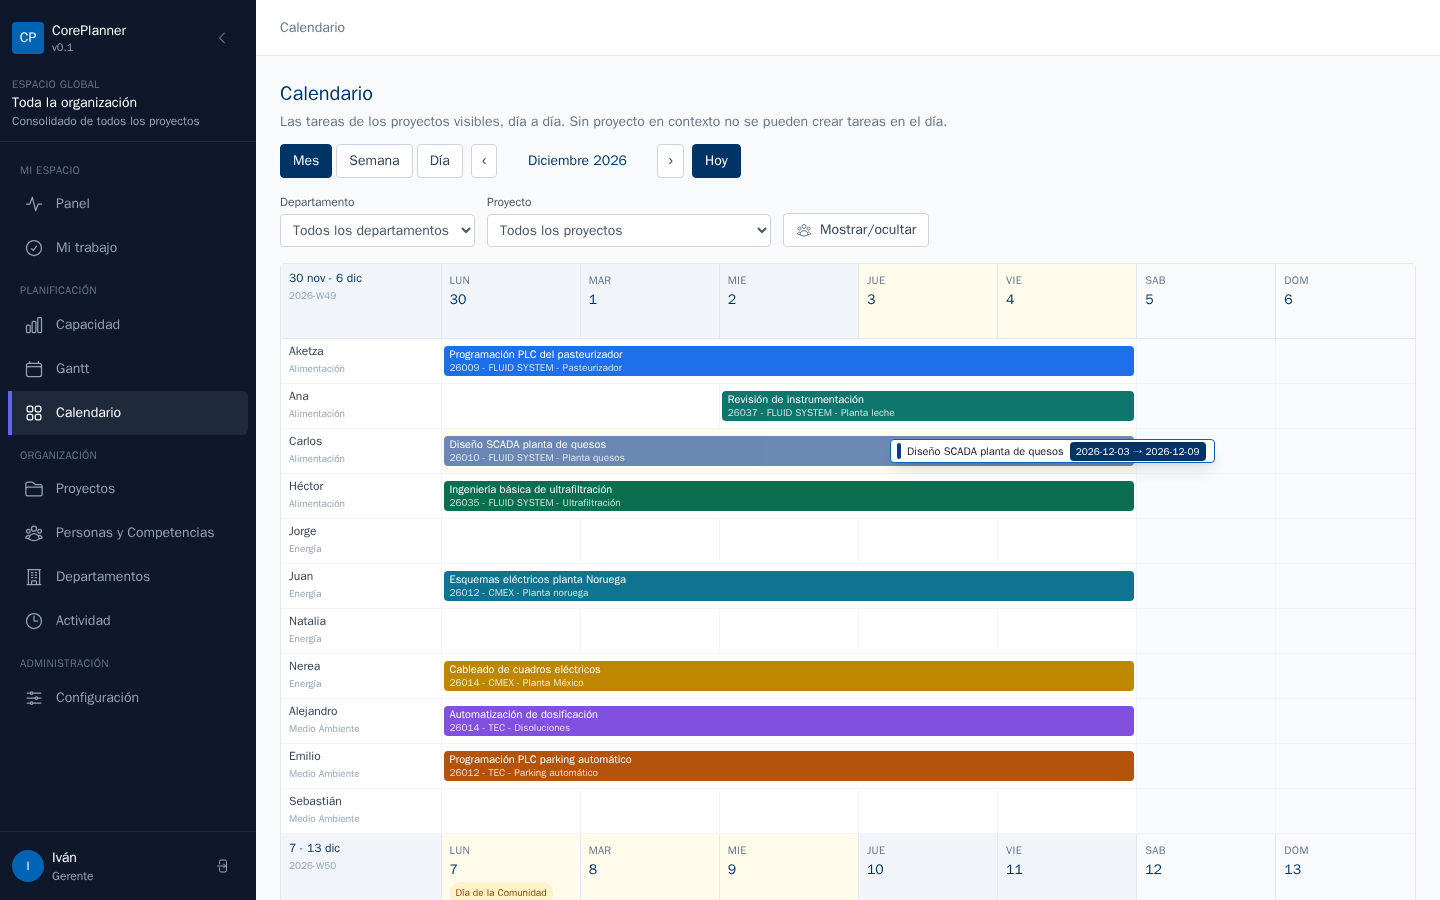 CP
CorePlanner
v0.1
ESPACIO GLOBAL
Toda la organización
Consolidado de todos los proyectos
MI ESPACIO
Panel
Mi trabajo
PLANIFICACIÓN
Capacidad
Gantt
Calendario
ORGANIZACIÓN
Proyectos
Personas y Competencias
Departamentos
Actividad
ADMINISTRACIÓN
Configuración
I
Iván
Gerente
Calendario
Calendario
Las tareas de los proyectos visibles, día a día. Sin proyecto en contexto no se pueden crear tareas en el día.
Mes Semana Día ‹ Diciembre 2026 › Hoy
Departamento Proyecto
Todos los departamentos Todos los proyectos Mostrar/ocultar
30 nov - 6 dic LUN MAR MIE JUE VIE SAB DOM
2026-W49 30 1 2 3 4 5 6
Aketza
Alimentación
Programación PLC del pasteurizador
26009 - FLUID SYSTEM - Pasteurizador
Ana
Alimentación
Revisión de instrumentación
26037 - FLUID SYSTEM - Planta leche
Carlos
Alimentación
Diseño SCADA planta de quesos
26010 - FLUID SYSTEM - Planta quesos
Diseño SCADA planta de quesos 2026-12-03 → 2026-12-09
Héctor
Alimentación
Ingeniería básica de ultrafiltración
26035 - FLUID SYSTEM - Ultrafiltración
Jorge
Energía
Juan
Energía
Esquemas eléctricos planta Noruega
26012 - CMEX - Planta noruega
Natalia
Energía
Nerea
Energía
Cableado de cuadros eléctricos
26014 - CMEX - Planta México
Alejandro
Medio Ambiente
Automatización de dosificación
26014 - TEC - Disoluciones
Emilio
Medio Ambiente
Programación PLC parking automático
26012 - TEC - Parking automático
Sebastián
Medio Ambiente
7 - 13 dic LUN MAR MIE JUE VIE SAB DOM
2026-W50 7 8 9 10 11 12 13
Día de la Comunidad